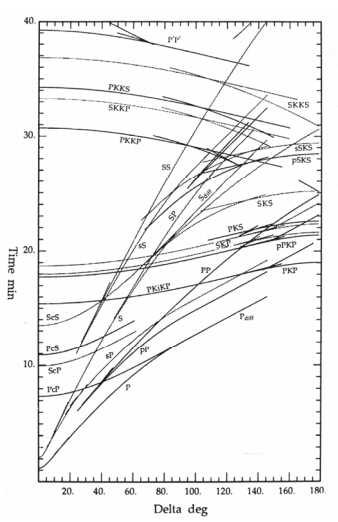 40.
P'P'
PKKS
SKKP
SKKS
30.
PKKP
sSKS
pSKS
SS
Sdiff
SP
SKS
sS
PKS
SKP
pPKP
20.
PP
PKP
PKiKP
ScS
S
Pdiff
PcS
sP
pP
ScP
10.
PcP
P
Time min
20. 40. 60. 80. 100. 120. 140. 160. 180.
Delta deg